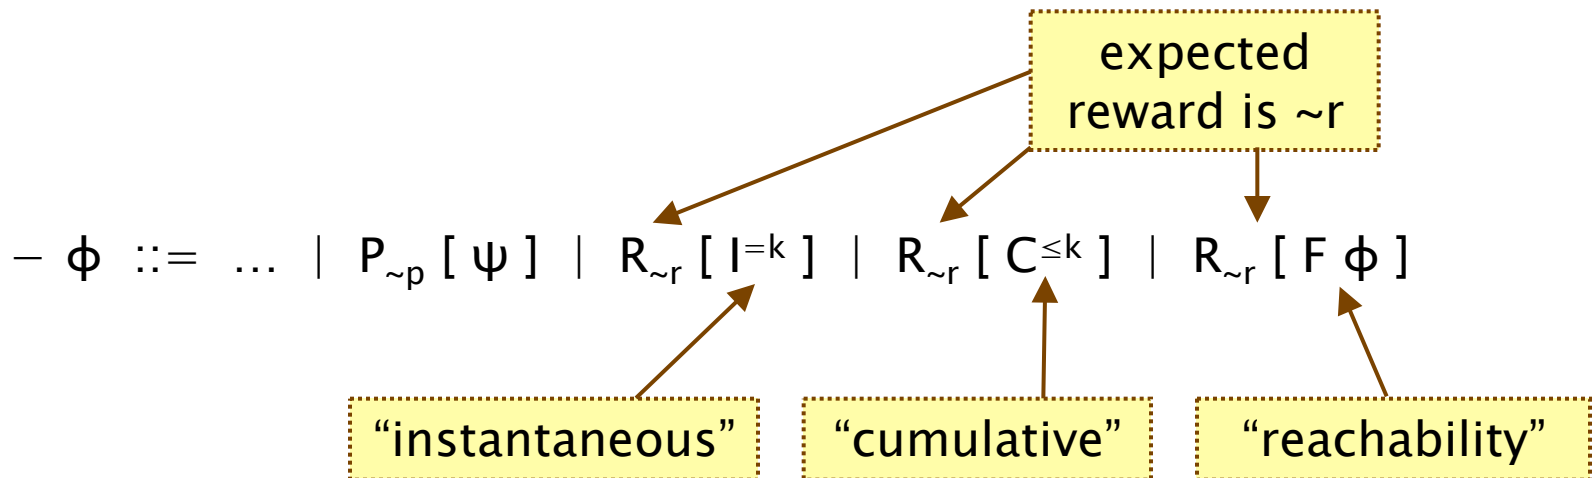 expected
reward is ~r
– ϕ ::= … | P~p [ ψ ] | R~r [ I=k ] | R~r [ C≤k ] | R~r [ F ϕ ]
“instantaneous” “cumulative” “reachability”